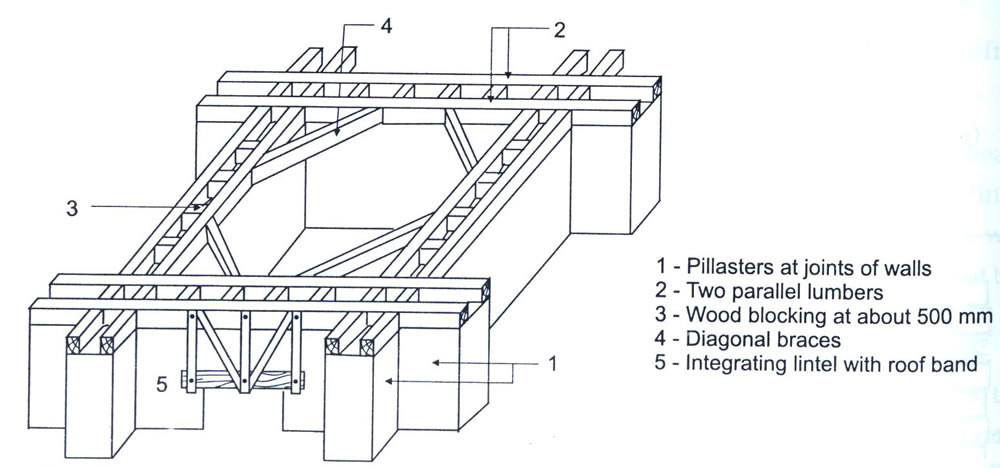 4
2
3
1
5
1 - Pillasters at joints of walls
2 - Two parallel lumbers
3 - Wood blocking at about 500 mm
4 - Diagonal braces
5 - Integrating lintel with roof band